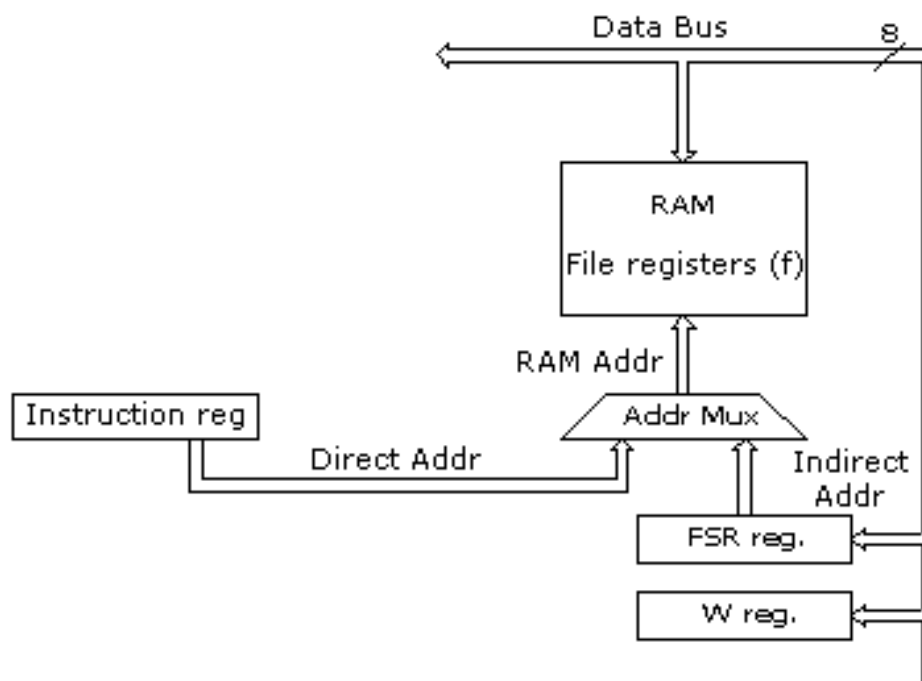 Data Bus
8
RAM
File registers (f)
RAM Addr
Instruction reg
Addr Mux
Direct Addr
Indirect
Addr
FSR reg.
W reg.